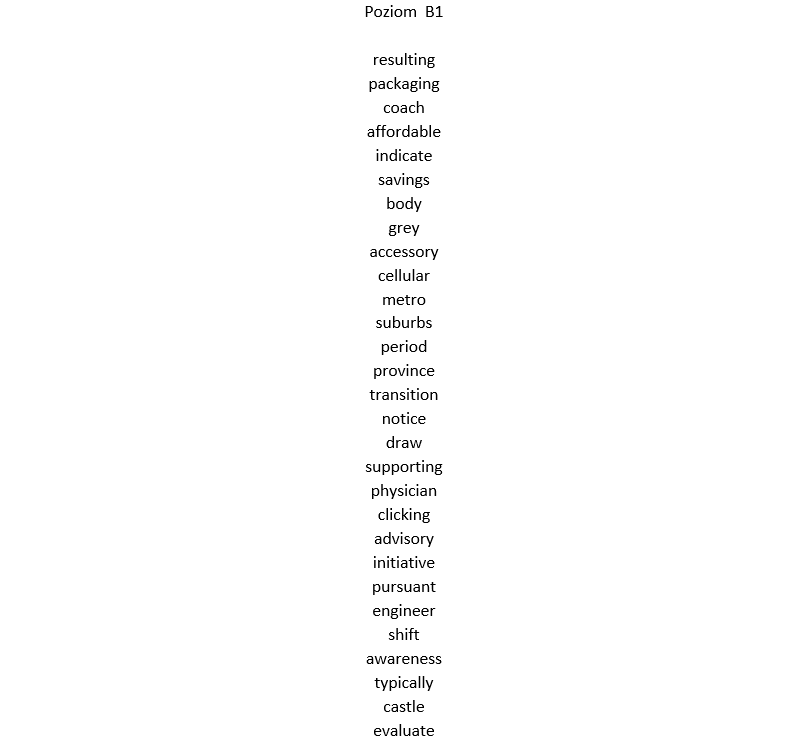 Poziom  B1
resulting
packaging
coach
affordable
indicate
savings
body
grey
accessory
cellular
metro
suburbs
period
province
transition
notice
draw
supporting
physician
clicking
advisory
initiative
pursuant
engineer
shift
awareness
typically
castle
evaluate